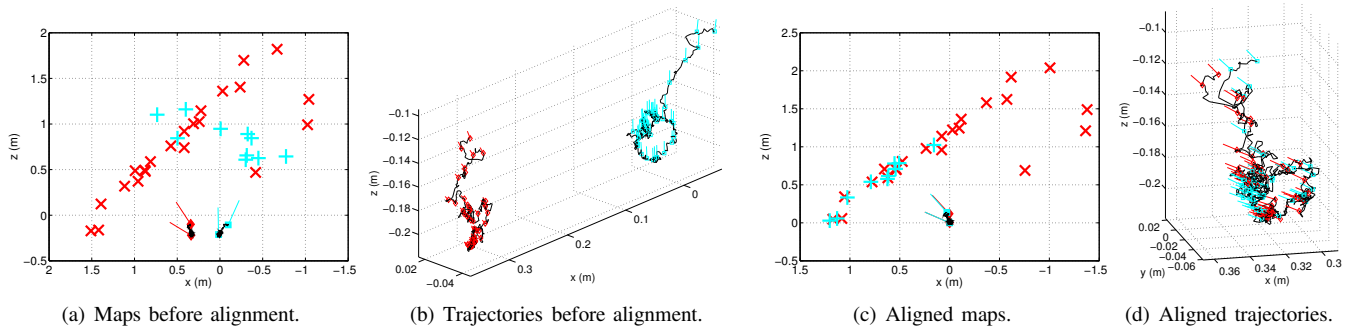 2
1.5
1
0.5
0
−0.5
2 1.5 1 0.5 0 −0.5 −1 −1.5
z (m)
x (m)
(a) Maps before alignment.
−0.1
−0.12
−0.14
−0.16
−0.18
−0.2
z (m)
0.02
−0.04
0.3
0.2
0.1
0
x (m)
(b) Trajectories before alignment.
2.5
2
1.5
1
0.5
0
−0.5
1.5 1 0.5 0 −0.5 −1 −1.5
z (m)
x (m)
(c) Aligned maps.
−0.1
−0.12
−0.14
−0.16
−0.18
−0.2
z (m)
0.02
0
−0.02
−0.04
−0.06
y (m)
0.36 0.34 0.32 0.3
x (m)
(d) Aligned trajectories.